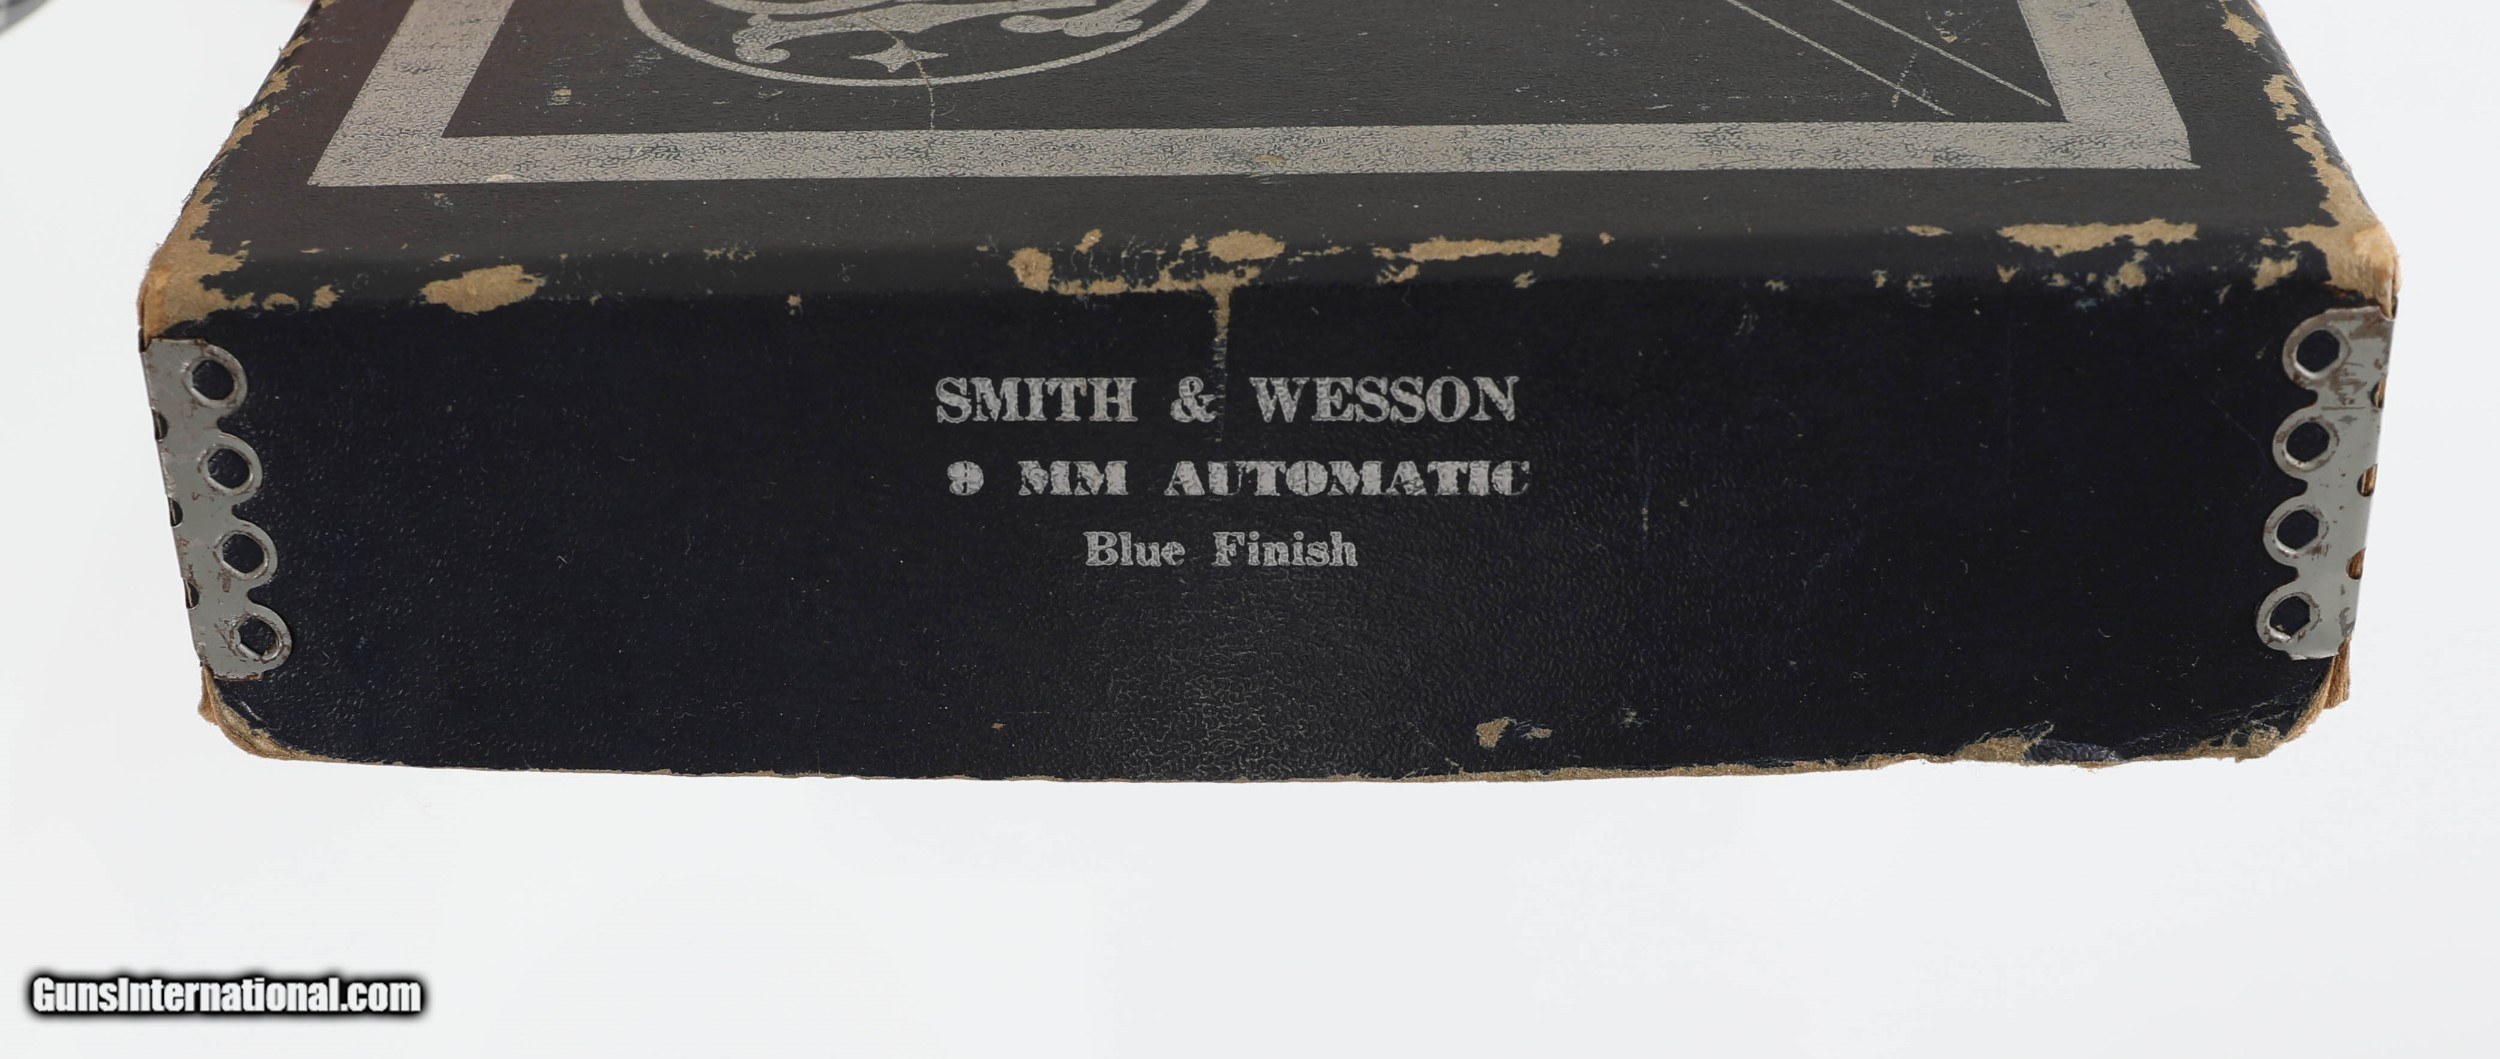 SMITH & WESSON
9 MM AUTOMATIC
Blue Finish
GunsInternational.com